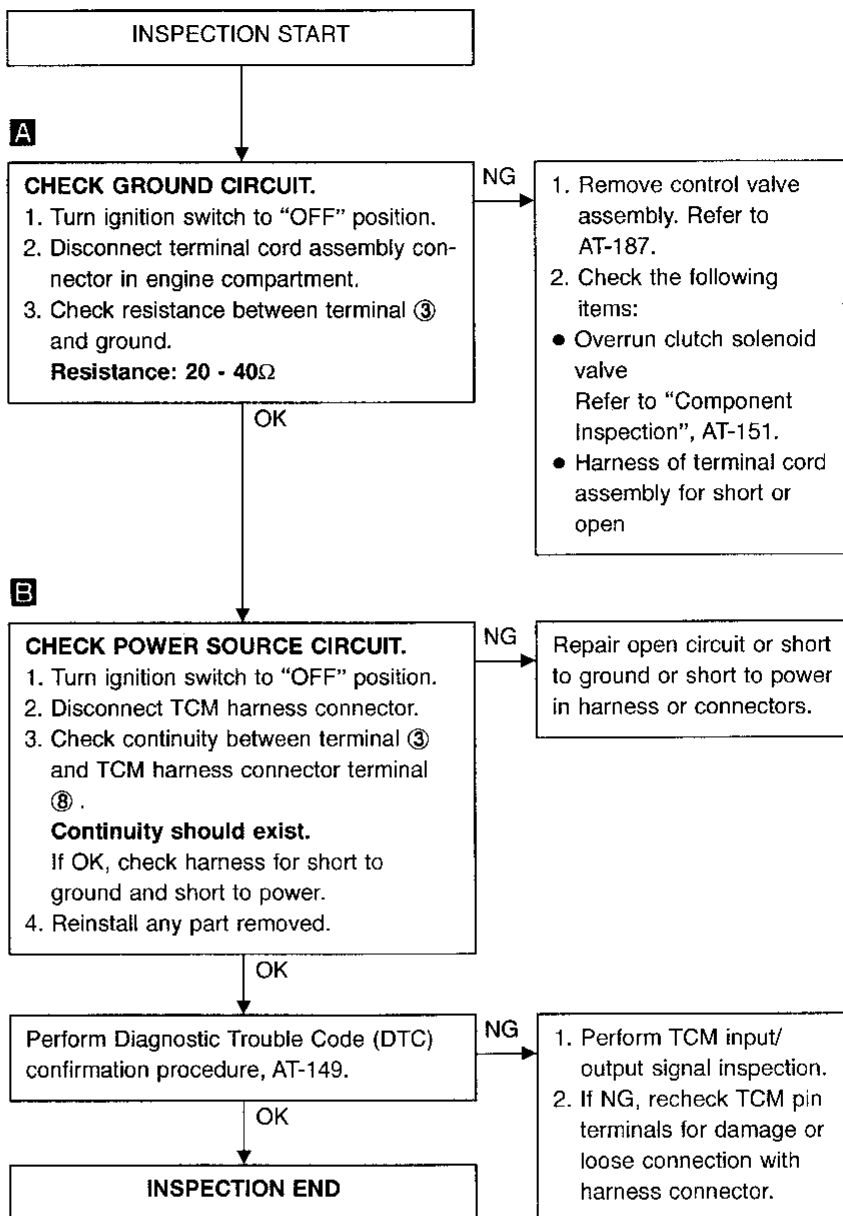 INSPECTION START
A
CHECK GROUND CIRCUIT.
1. Turn ignition switch to “OFF” position.
2. Disconnect terminal cord assembly con-
nector in engine compartment.
3. Check resistance between terminal ③
and ground.
Resistance: 20 - 40Ω
NG
1. Remove control valve
assembly. Refer to
AT-187.
2. Check the following
items:
● Overrun clutch solenoid
valve
Refer to “Component
Inspection”, AT-151.
● Harness of terminal cord
assembly for short or
open
OK
B
CHECK POWER SOURCE CIRCUIT.
1. Turn ignition switch to “OFF” position.
2. Disconnect TCM harness connector.
3. Check continuity between terminal ③
and TCM harness connector terminal
⑧ .
Continuity should exist.
If OK, check harness for short to
ground and short to power.
4. Reinstall any part removed.
NG
Repair open circuit or short
to ground or short to power
in harness or connectors.
OK
Perform Diagnostic Trouble Code (DTC)
confirmation procedure, AT-149.
NG
1. Perform TCM input/
output signal inspection.
2. If NG, recheck TCM pin
terminals for damage or
loose connection with
harness connector.
OK
INSPECTION END